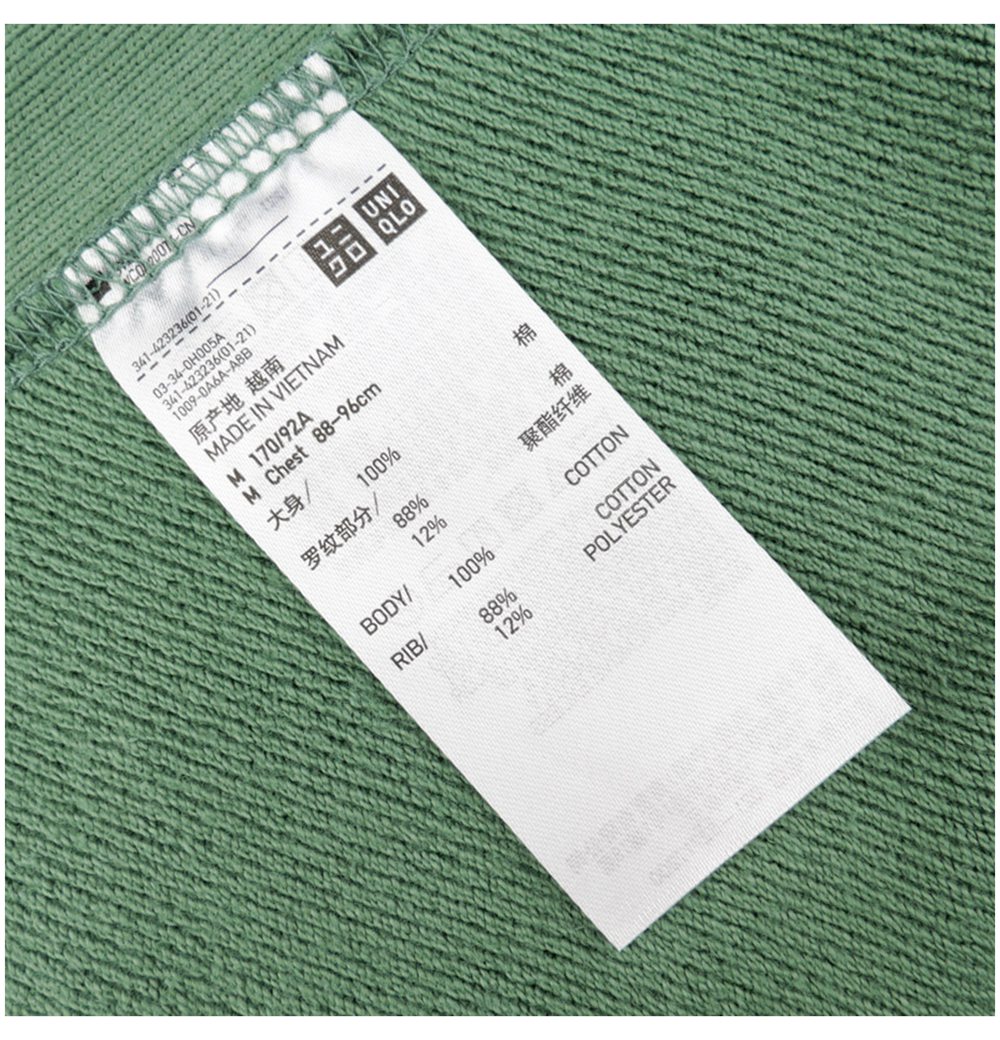 ユニ
クロ
UNI
QLO
341-423236(01-21)
03-34-0H005A
341-423236(01-21)
1009-0A6A-A8B
原产地 越南
MADE IN VIETNAM
M 170/92A
M Chest 88-96cm
大身/ 100% 棉
罗纹部分/ 88% 棉
12% 聚酯纤维
BODY/ 100% COTTON
RIB/ 88% COTTON
12% POLYESTER